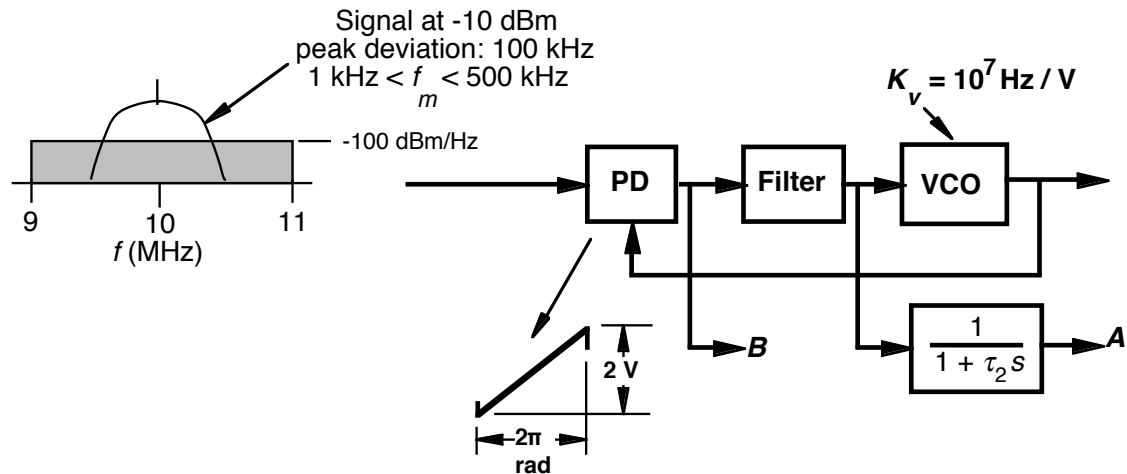 Signal at -10 dBm
peak deviation: 100 kHz
1 kHz < f_m < 500 kHz
-100 dBm/Hz
9
10
11
f (MHz)
K_v = 10^7 Hz / V
PD
Filter
VCO
B
1
1 + τ_2 s
A
2 V
2π
rad